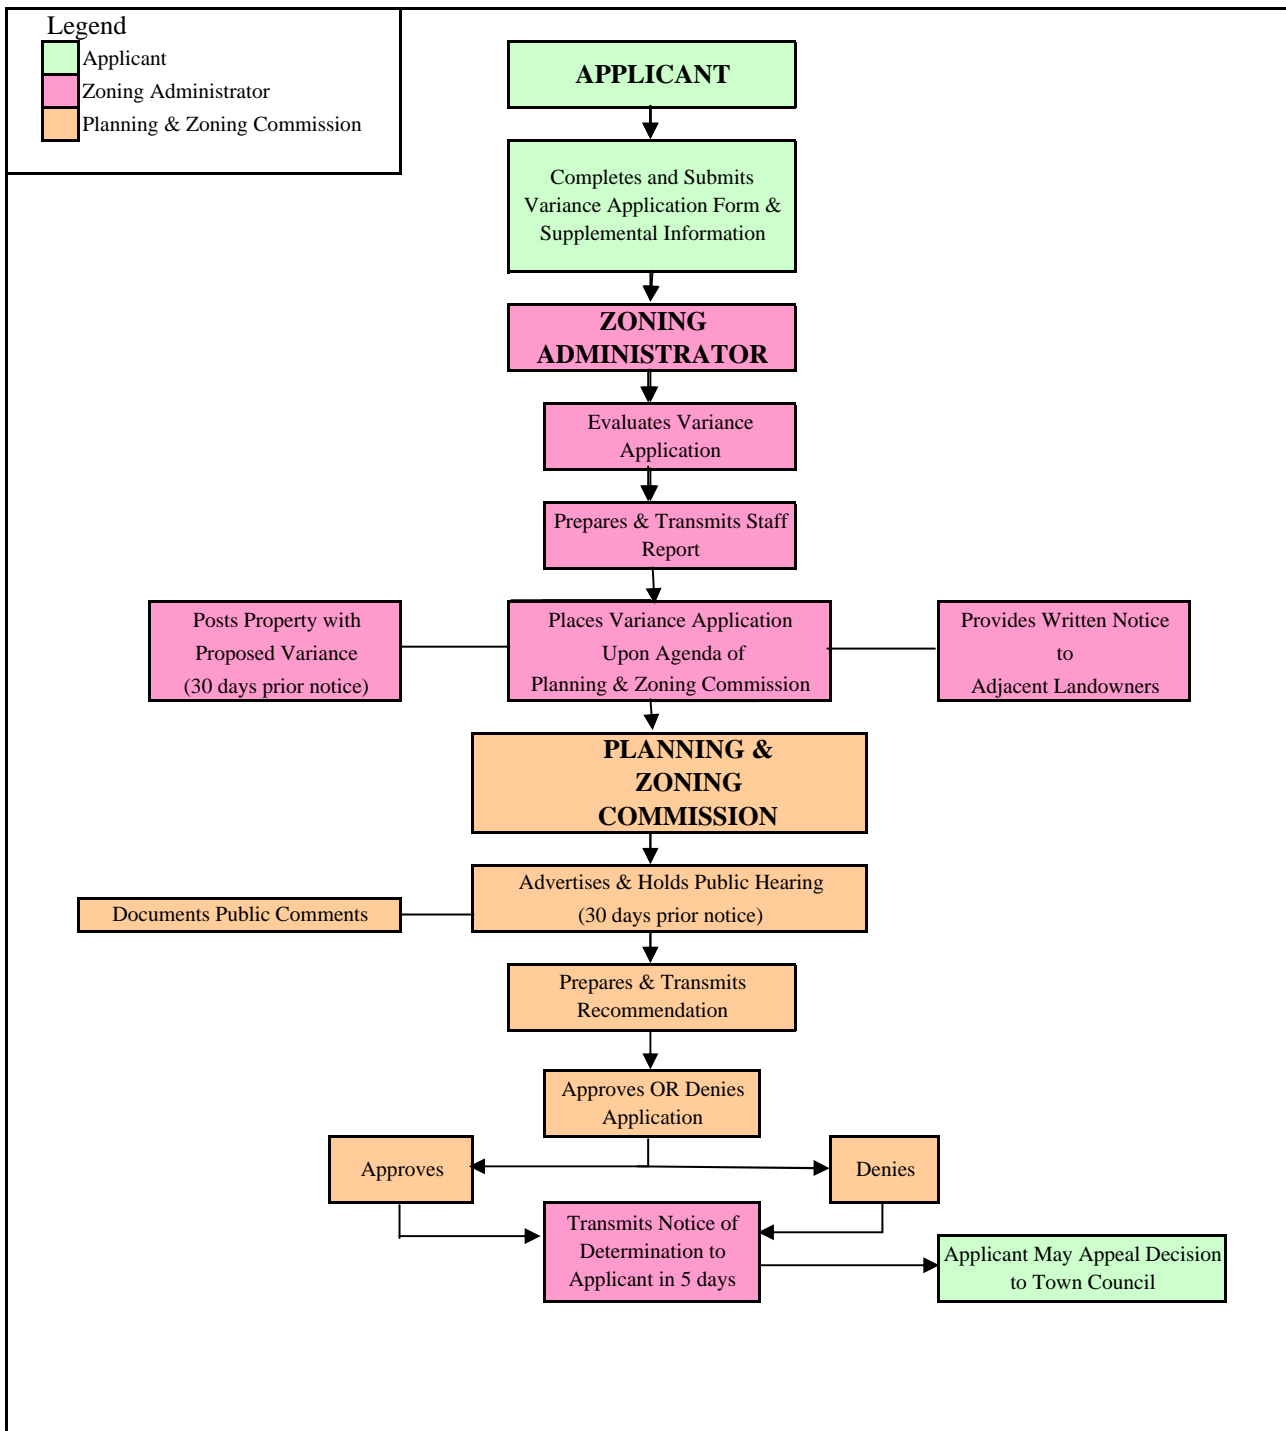 Legend
Applicant
Zoning Administrator
Planning & Zoning Commission
APPLICANT
Completes and Submits
Variance Application Form &
Supplemental Information
ZONING
ADMINISTRATOR
Evaluates Variance
Application
Prepares & Transmits Staff
Report
Posts Property with
Proposed Variance
(30 days prior notice)
Places Variance Application
Upon Agenda of
Planning & Zoning Commission
Provides Written Notice
to
Adjacent Landowners
PLANNING &
ZONING
COMMISSION
Advertises & Holds Public Hearing
(30 days prior notice)
Documents Public Comments
Prepares & Transmits
Recommendation
Approves OR Denies
Application
Approves
Denies
Transmits Notice of
Determination to
Applicant in 5 days
Applicant May Appeal Decision
to Town Council